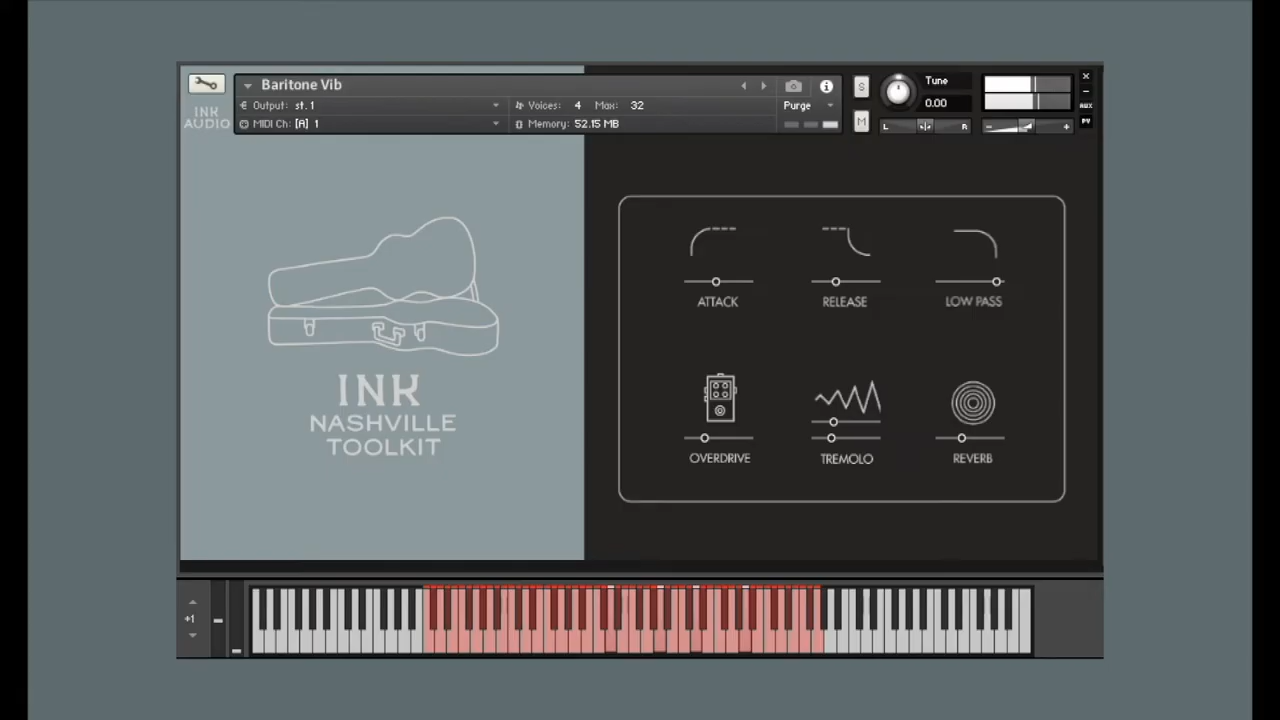 Baritone Vib
INK
AUDIO
Output: st.1
Voices: 4 Max: 32
Purge
MIDI Ch: [A] 1
Memory: 52.15 MB
S
M
Tune
0.00
L R
- +
×
-
AUX
PV
ATTACK
RELEASE
LOW PASS
INK
NASHVILLE
TOOLKIT
OVERDRIVE
TREMOLO
REVERB
+1